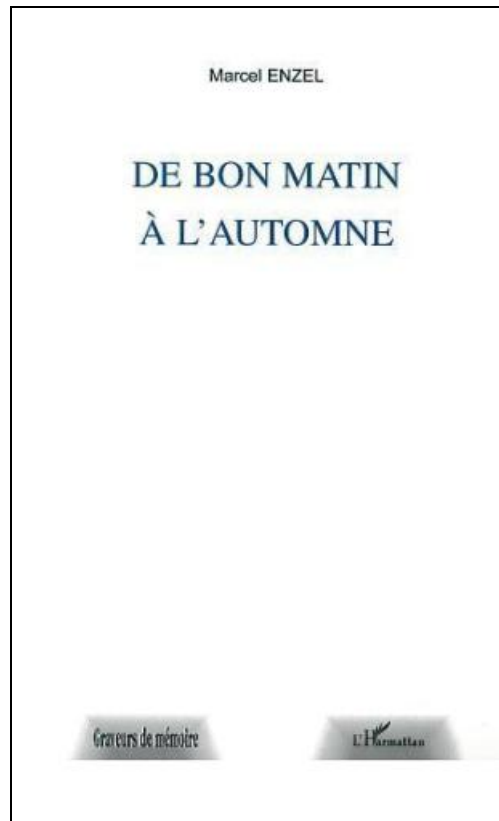 Marcel ENZEL
DE BON MATIN
À L'AUTOMNE
Graveurs de mémoire
L'Harmattan